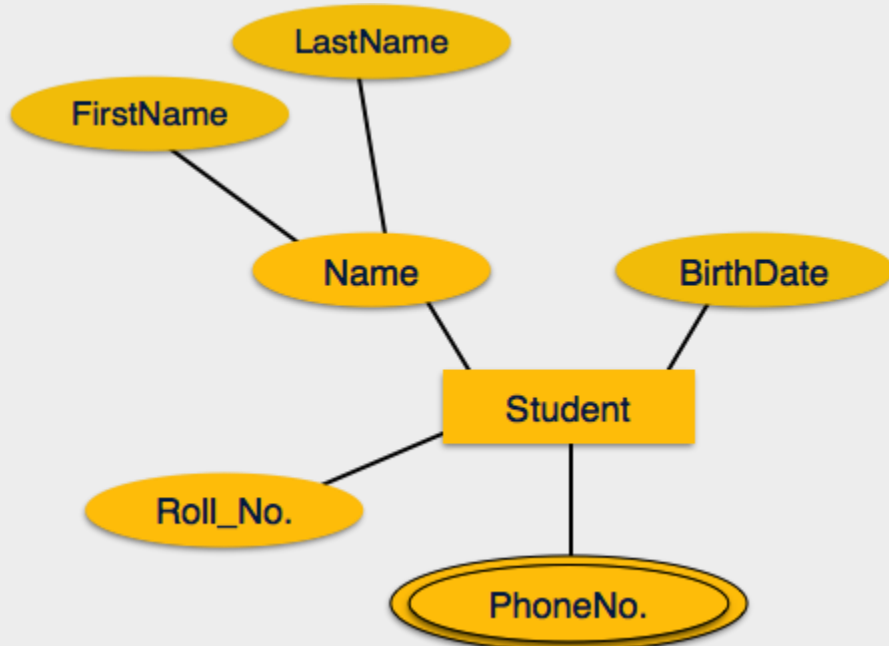 LastName
FirstName
Name
BirthDate
Student
Roll_No.
PhoneNo.